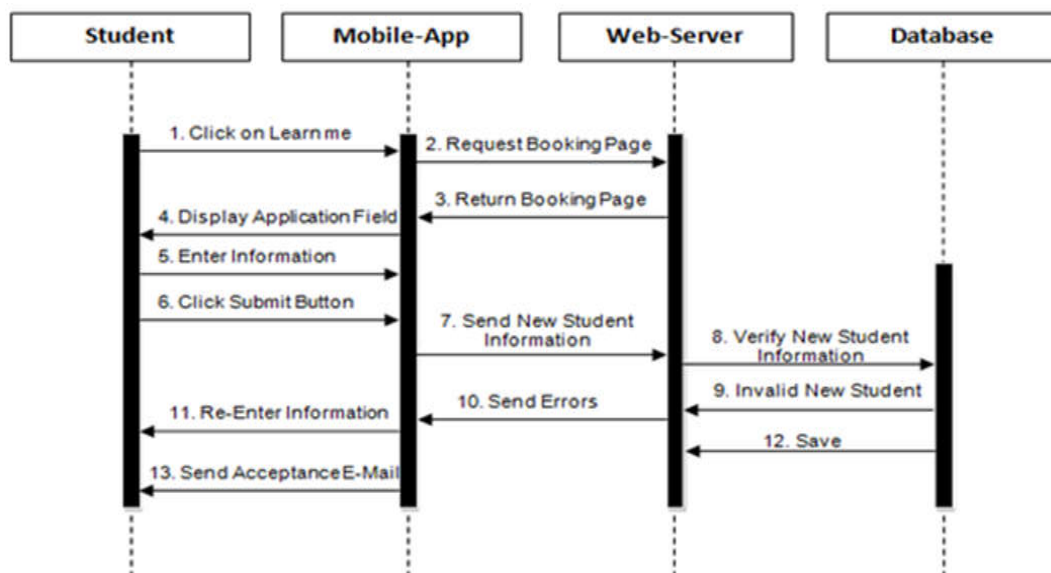 Student
Mobile-App
Web-Server
Database
1. Click on Learn me
2. Request Booking Page
3. Return Booking Page
4. Display Application Field
5. Enter Information
6. Click Submit Button
7. Send New Student
Information
8. Verify New Student
Information
9. Invalid New Student
10. Send Errors
11. Re-Enter Information
12. Save
13. Send Acceptance E-Mail